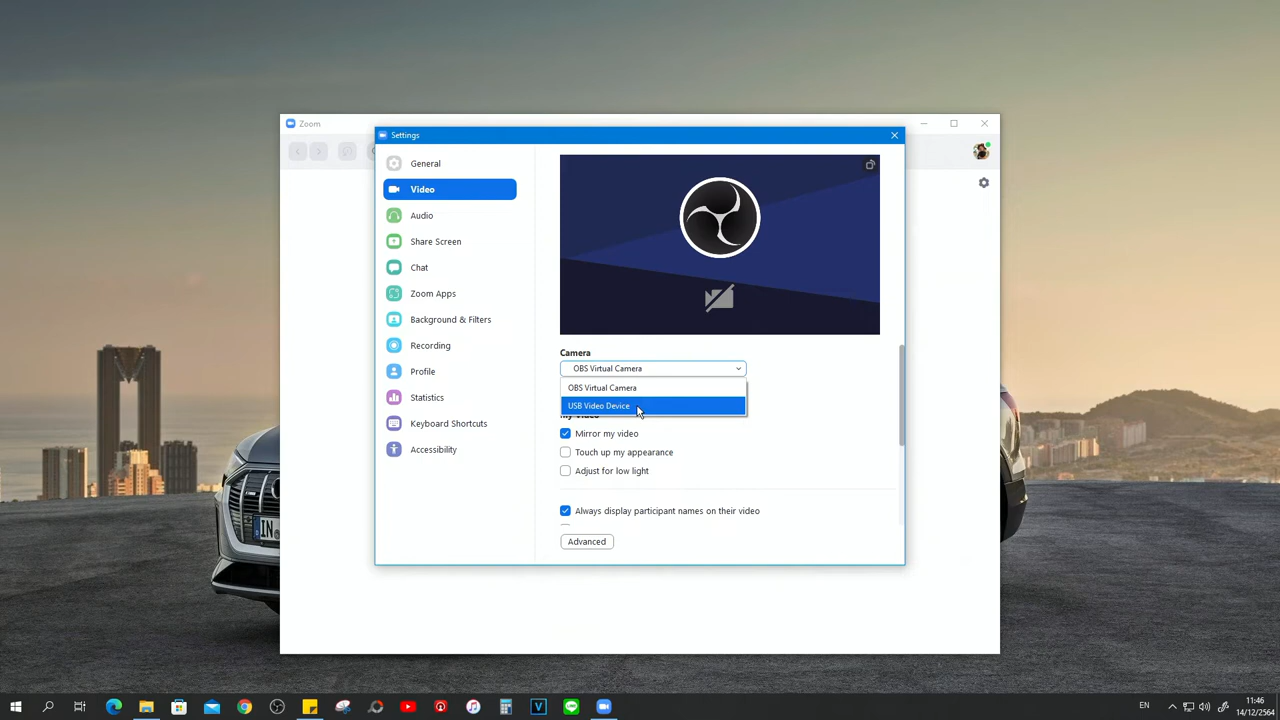 Zoom
Settings
General
Video
Audio
Share Screen
Chat
Zoom Apps
Background & Filters
Recording
Profile
Statistics
Keyboard Shortcuts
Accessibility
Camera
OBS Virtual Camera
OBS Virtual Camera
USB Video Device
My Video
Mirror my video
Touch up my appearance
Adjust for low light
Always display participant names on their video
Advanced
IN
EN
11:46
14/12/2564